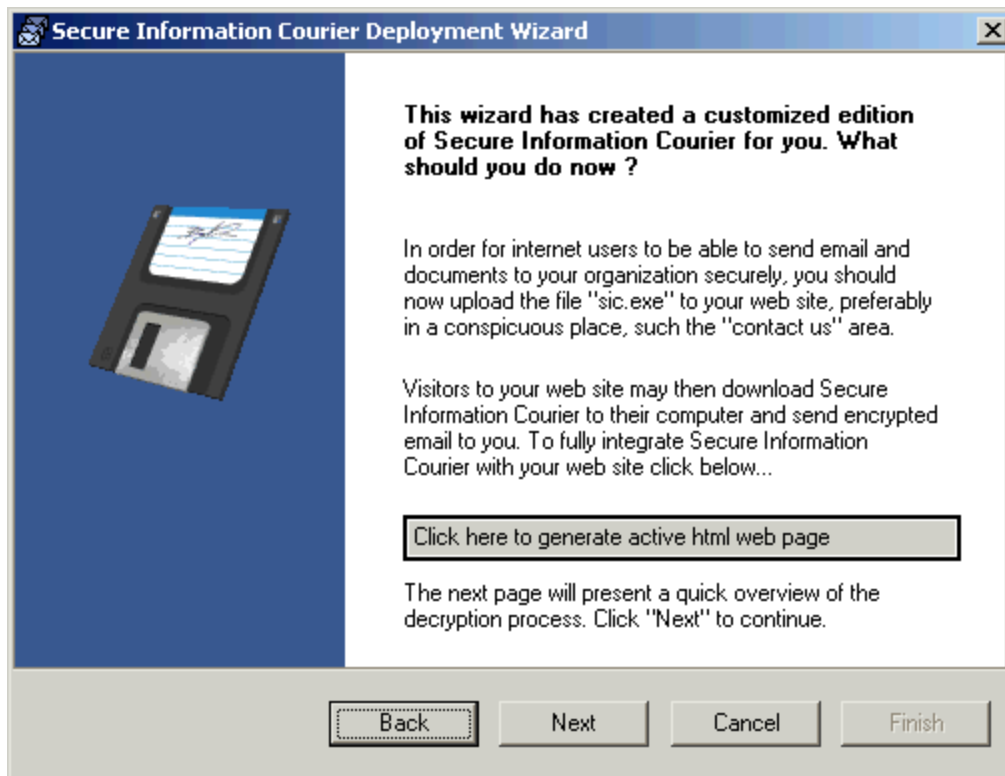 Secure Information Courier Deployment Wizard
This wizard has created a customized edition
of Secure Information Courier for you. What
should you do now ?
In order for internet users to be able to send email and
documents to your organization securely, you should
now upload the file "sic.exe" to your web site, preferably
in a conspicuous place, such the "contact us" area.
Visitors to your web site may then download Secure
Information Courier to their computer and send encrypted
email to you. To fully integrate Secure Information
Courier with your web site click below...
Click here to generate active html web page
The next page will present a quick overview of the
decryption process. Click "Next" to continue.
Back Next Cancel Finish